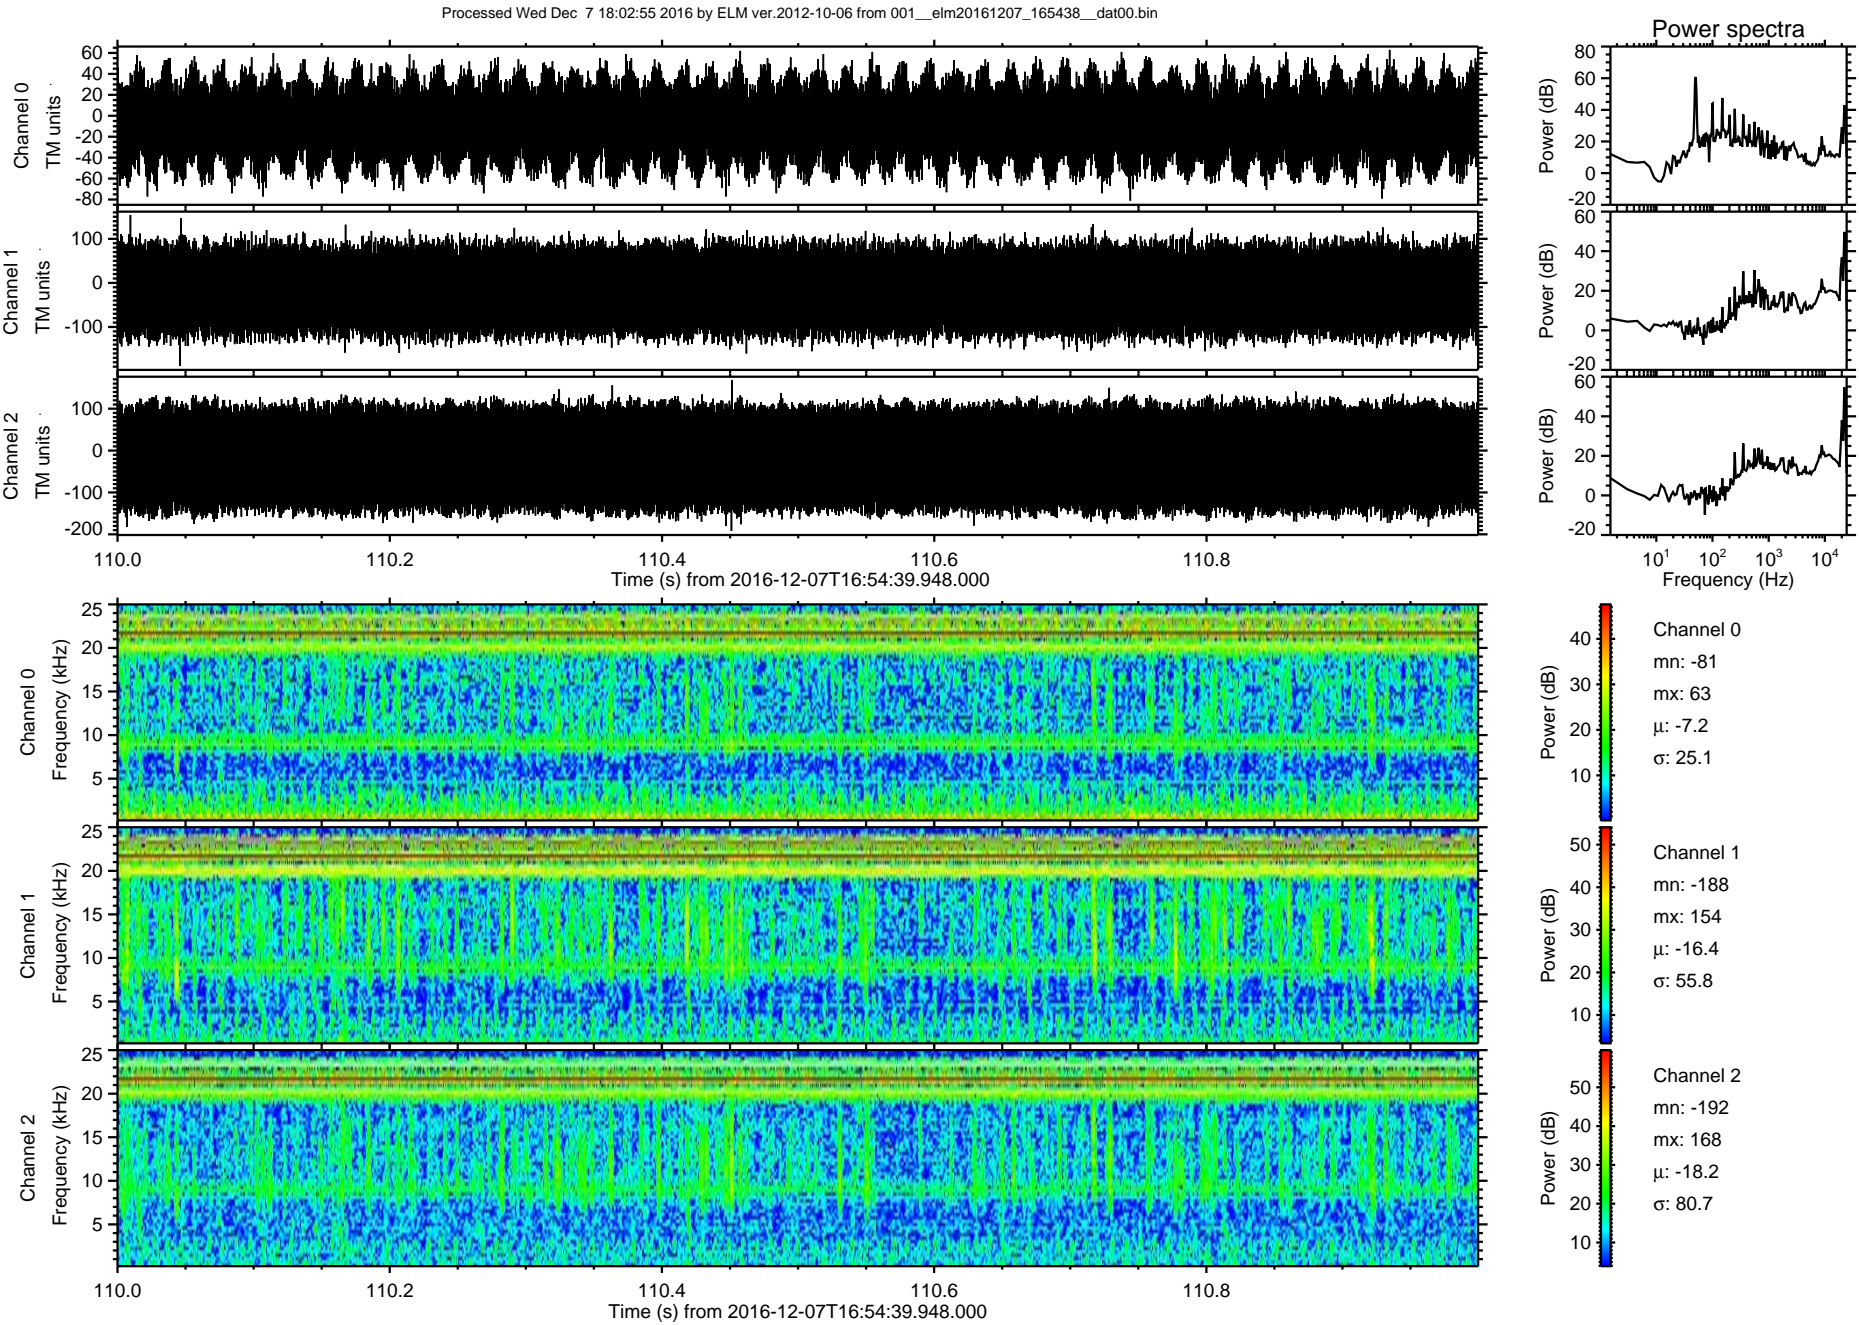 Processed Wed Dec 7 18:02:55 2016 by ELM ver.2012-10-06 from 001__elm20161207_165438__dat00.bin
Power spectra
Channel 0
TM units
60
40
20
0
-20
-40
-60
-80
Power (dB)
80
60
40
20
0
-20
Channel 1
TM units
100
0
-100
Power (dB)
60
40
20
0
-20
Channel 2
TM units
100
0
-100
-200
Power (dB)
60
40
20
0
-20
110.0 110.2 110.4 110.6 110.8
Time (s) from 2016-12-07T16:54:39.948.000
10^1 10^2 10^3 10^4
Frequency (Hz)
Channel 0
Frequency (kHz)
25
20
15
10
5
Power (dB)
40
30
20
10
Channel 0
mn: -81
mx: 63
μ: -7.2
σ: 25.1
Channel 1
Frequency (kHz)
25
20
15
10
5
Power (dB)
50
40
30
20
10
Channel 1
mn: -188
mx: 154
μ: -16.4
σ: 55.8
Channel 2
Frequency (kHz)
25
20
15
10
5
Power (dB)
50
40
30
20
10
Channel 2
mn: -192
mx: 168
μ: -18.2
σ: 80.7
110.0 110.2 110.4 110.6 110.8
Time (s) from 2016-12-07T16:54:39.948.000